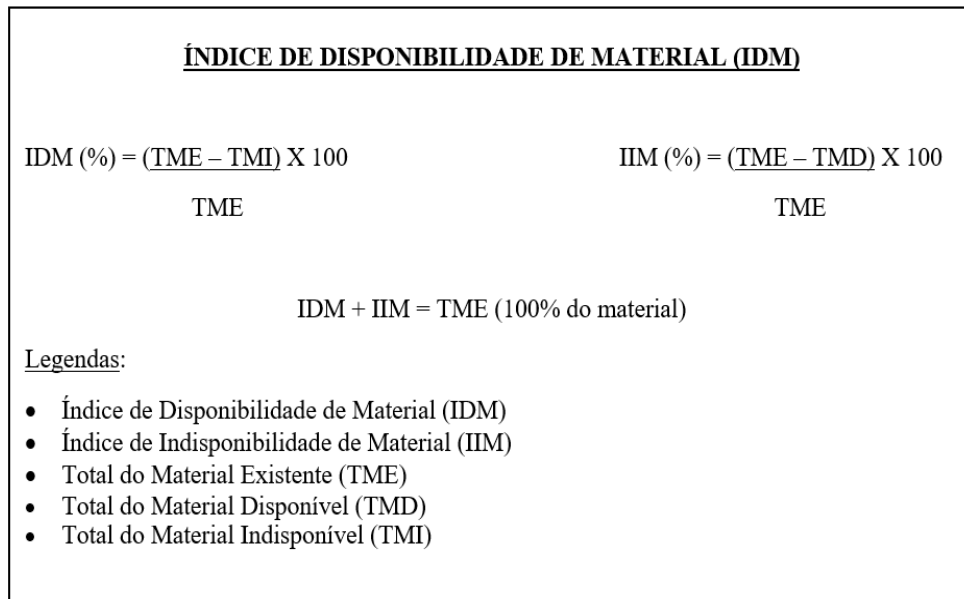 ÍNDICE DE DISPONIBILIDADE DE MATERIAL (IDM)
IDM (%) = (TME – TMI) X 100
TME
IIM (%) = (TME – TMD) X 100
TME
IDM + IIM = TME (100% do material)
Legendas:
• Índice de Disponibilidade de Material (IDM)
• Índice de Indisponibilidade de Material (IIM)
• Total do Material Existente (TME)
• Total do Material Disponível (TMD)
• Total do Material Indisponível (TMI)